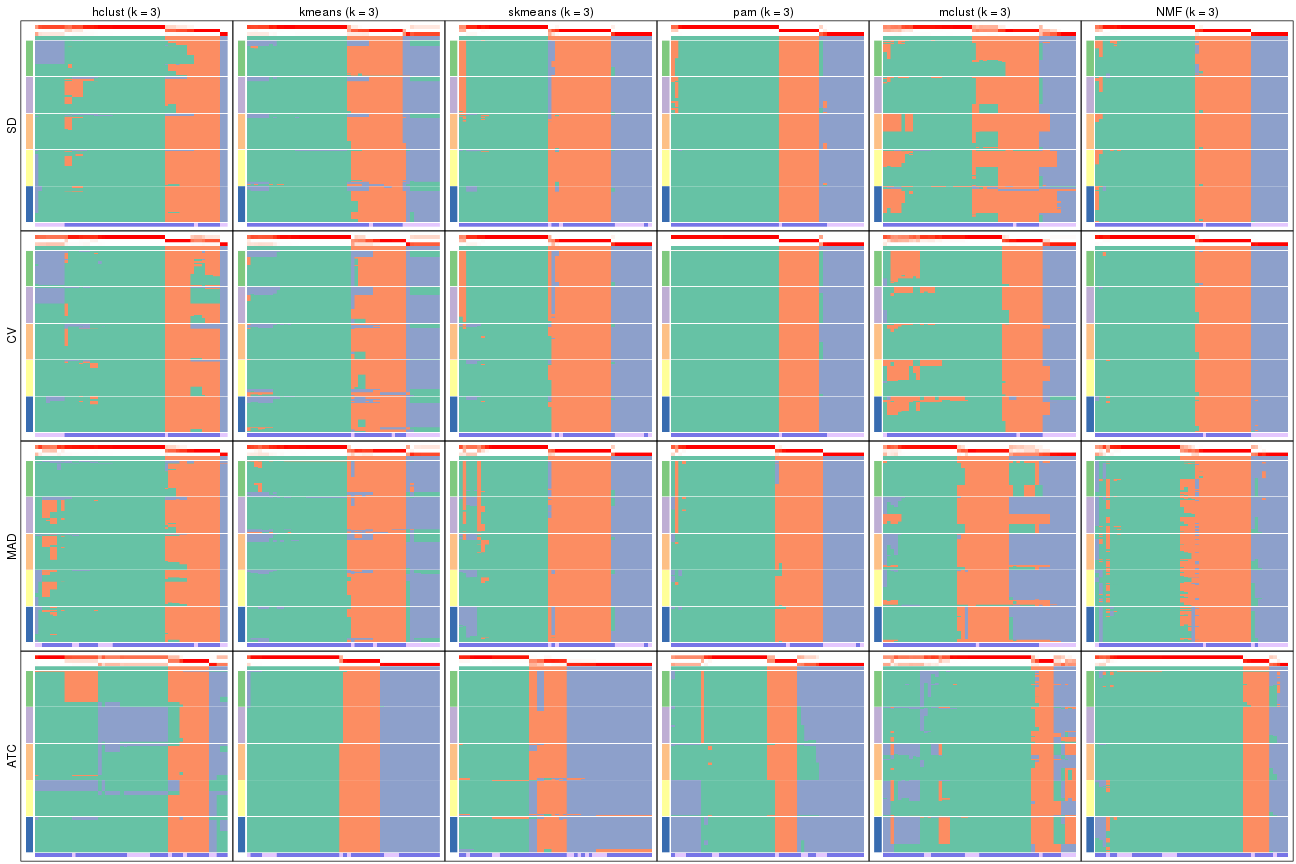 hclust (k = 3)
kmeans (k = 3)
skmeans (k = 3)
pam (k = 3)
mclust (k = 3)
NMF (k = 3)
SD
CV
MAD
ATC